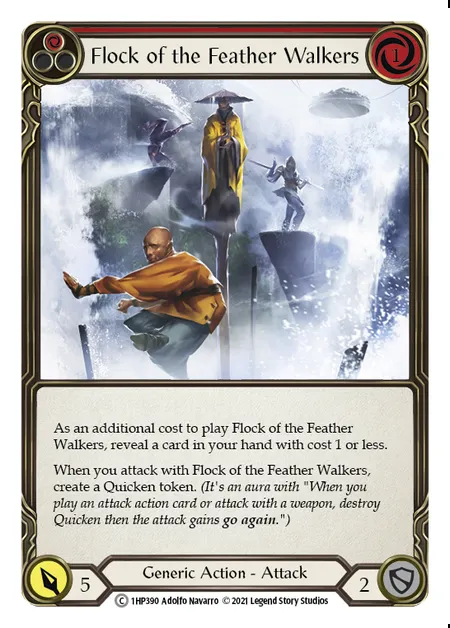 Flock of the Feather Walkers
1
As an additional cost to play Flock of the Feather
Walkers, reveal a card in your hand with cost 1 or less.
When you attack with Flock of the Feather Walkers,
create a Quicken token. (It's an aura with "When you
play an attack action card or attack with a weapon, destroy
Quicken then the attack gains go again.")
5
Generic Action - Attack
2
C 1HP390 Adolfo Navarro © 2021 Legend Story Studios